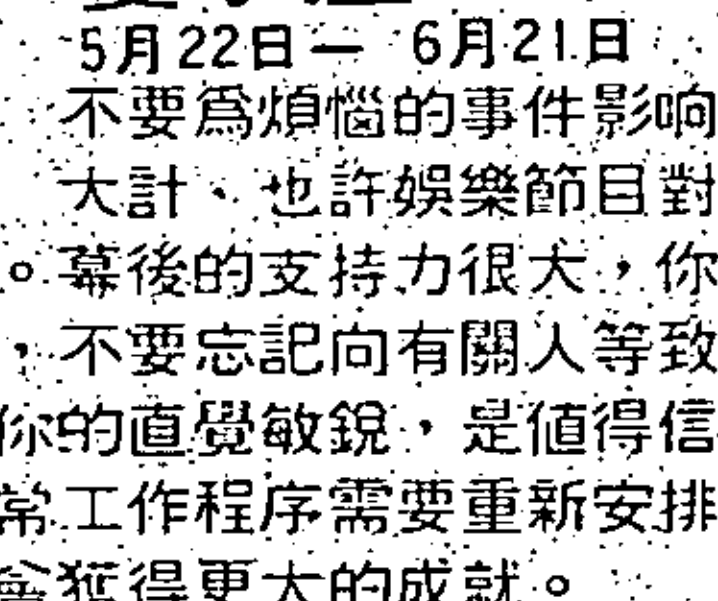 5月22日— 6月21日
不要爲煩惱的事件影响
大計、也許娛樂節目對
。幕後的支持力很大，你
，不要忘記向有關人等致
你的直覺敏銳，是值得信
常工作程序需要重新安排
會獲得更大的成就。